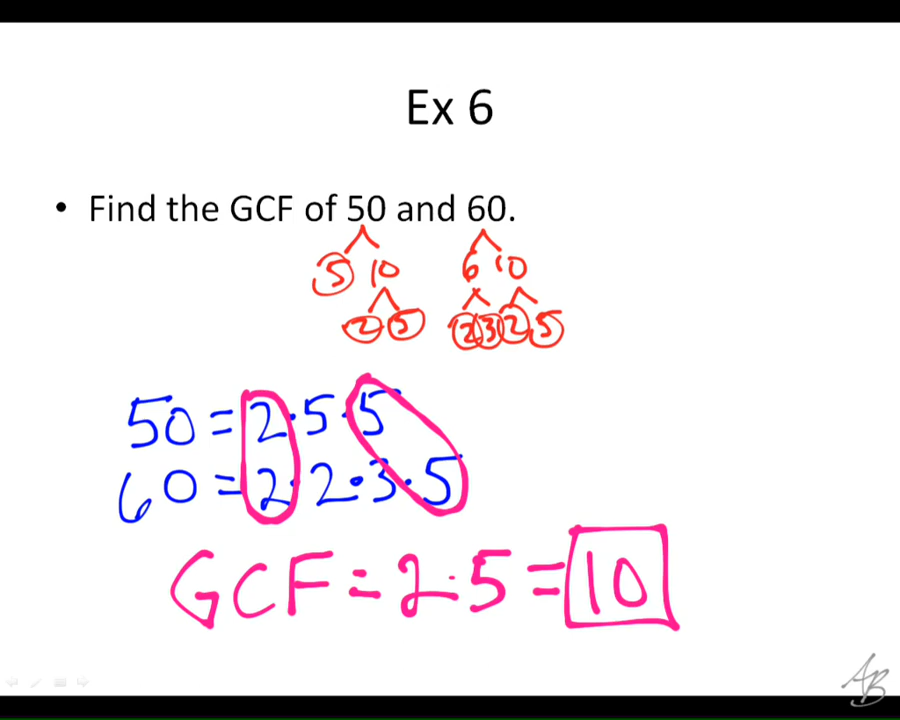 Ex 6
• Find the GCF of 50 and 60.
5 10 6 10
2 5 2 3 2 5
50 = 2·5·5
60 = 2·2·3·5
GCF = 2·5 = 10
AB